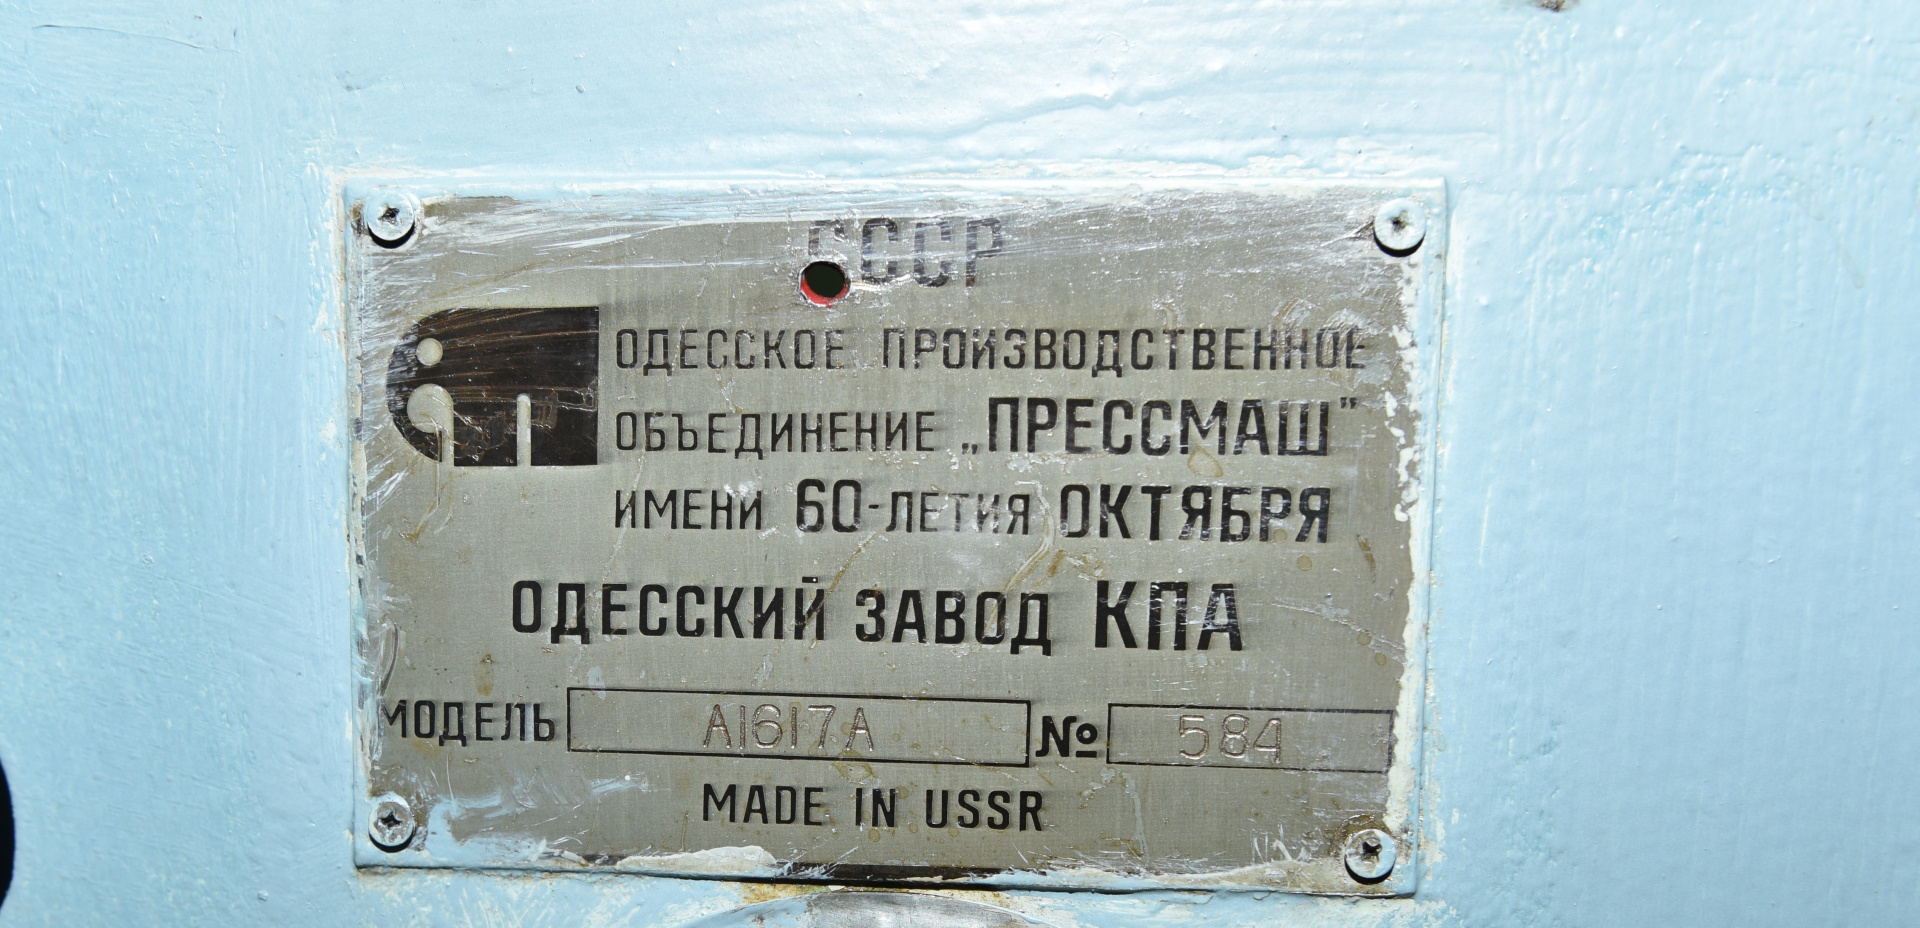 СССР
ОДЕССКОЕ ПРОИЗВОДСТВЕННОЕ
ОБЪЕДИНЕНИЕ „ПРЕССМАШ"
ИМЕНИ 60-ЛЕТИЯ ОКТЯБРЯ
ОДЕССКИЙ ЗАВОД КПА
МОДЕЛЬ А1617А № 584
MADE IN USSR